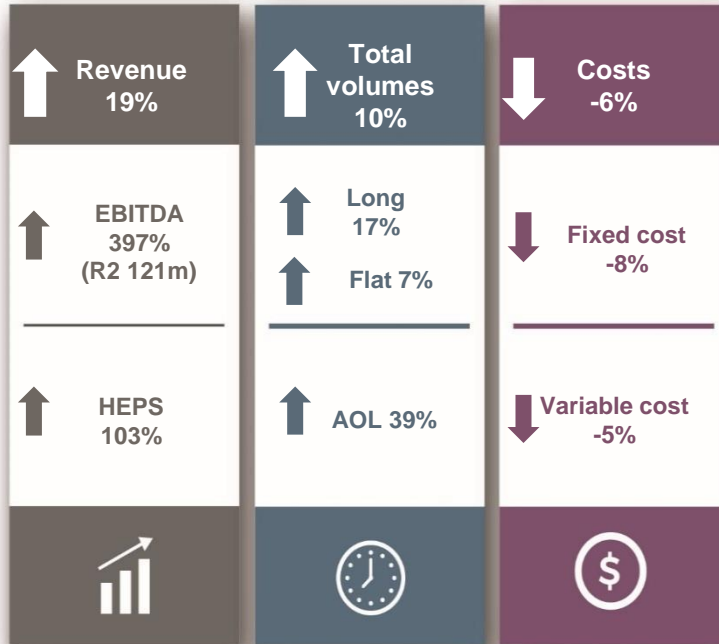 Revenue
19%
EBITDA
397%
(R2 121m)
HEPS
103%
Total
volumes
10%
Long
17%
Flat 7%
AOL 39%
Costs
-6%
Fixed cost
-8%
Variable cost
-5%
$